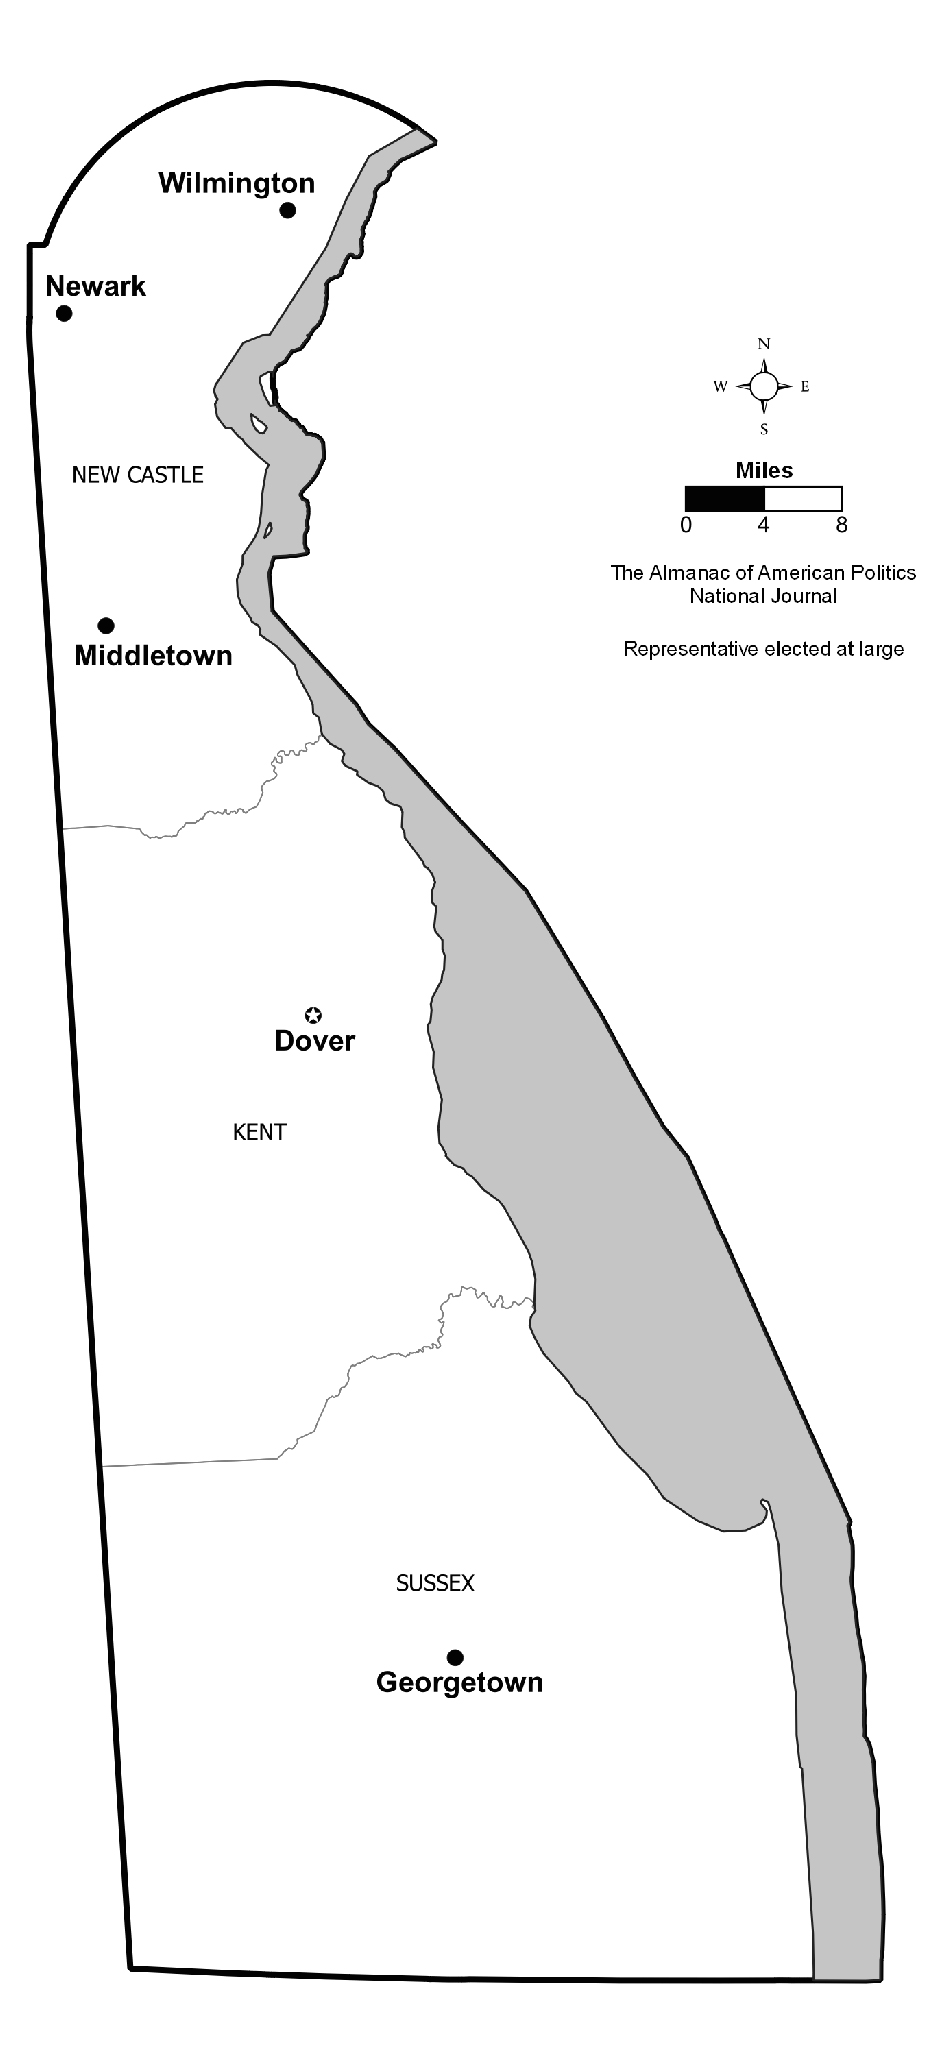 Wilmington
Newark
N
W E
S
NEW CASTLE
Miles
0 4 8
The Almanac of American Politics
National Journal
Representative elected at large
Middletown
Dover
KENT
SUSSEX
Georgetown